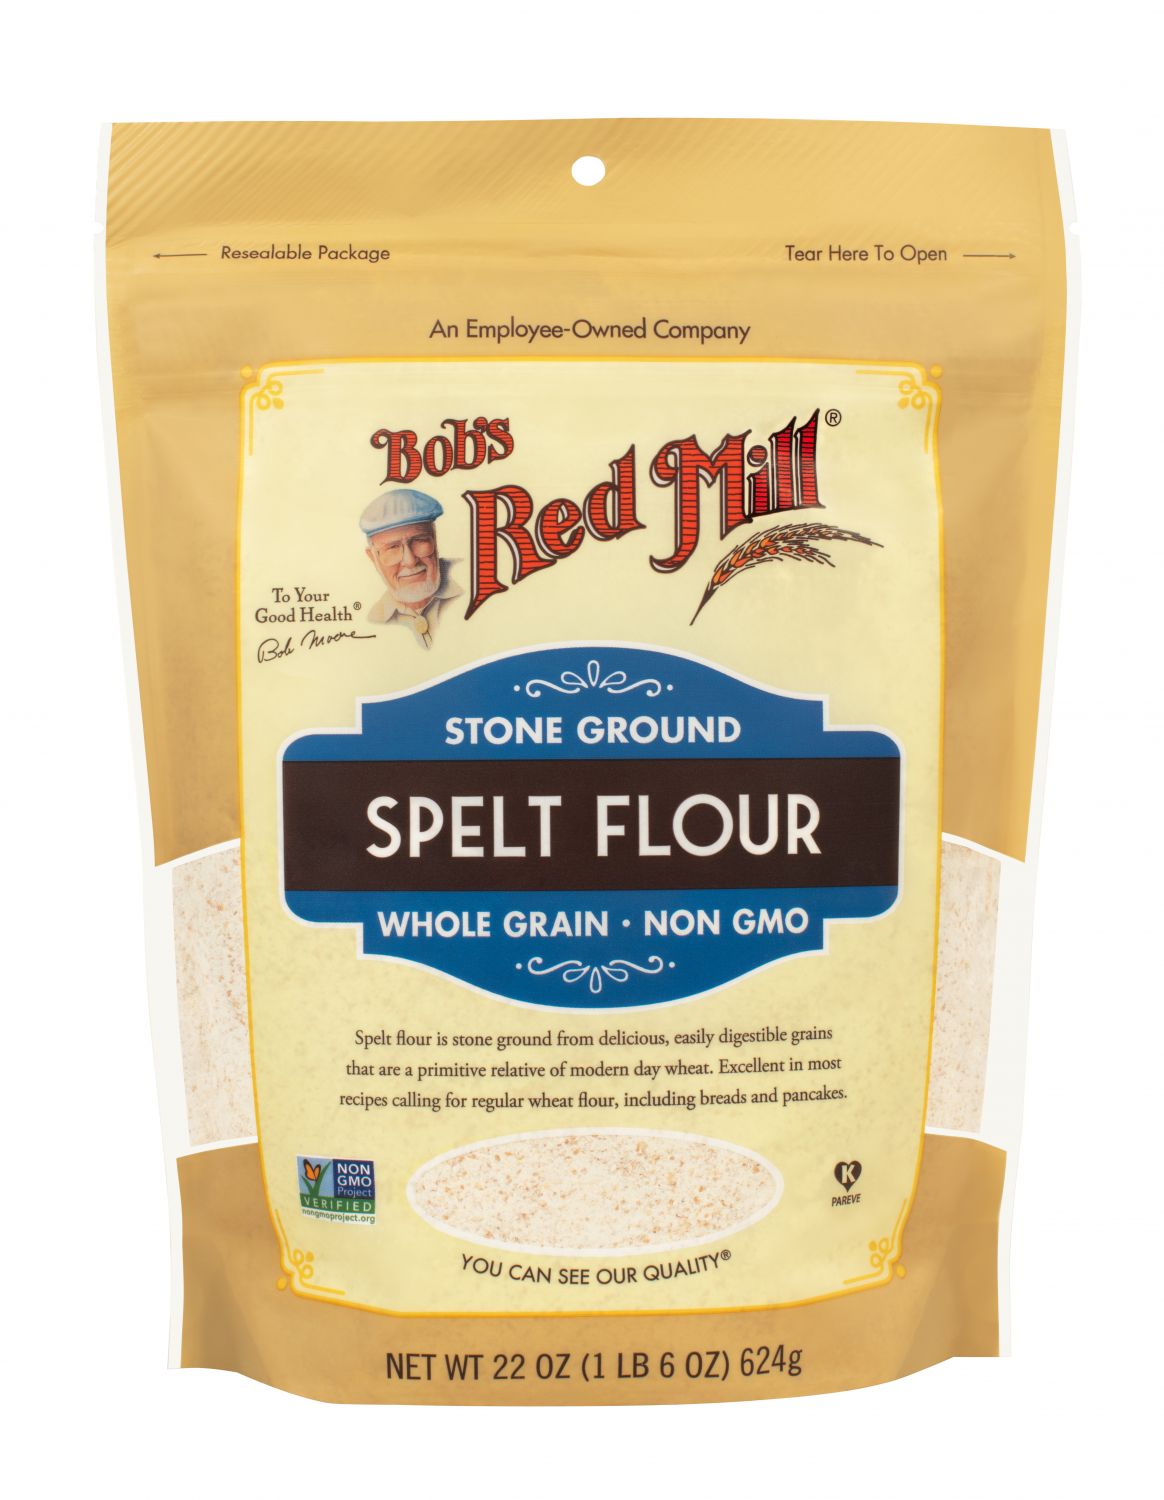 Resealable Package
Tear Here To Open
An Employee-Owned Company
Bob's
Red Mill®
To Your
Good Health®
Bob Moore
STONE GROUND
SPELT FLOUR
WHOLE GRAIN · NON GMO
Spelt flour is stone ground from delicious, easily digestible grains
that are a primitive relative of modern day wheat. Excellent in most
recipes calling for regular wheat flour, including breads and pancakes.
NON
GMO
Project
VERIFIED
nongmoproject.org
K
PAREVE
YOU CAN SEE OUR QUALITY®
NET WT 22 OZ (1 LB 6 OZ) 624g